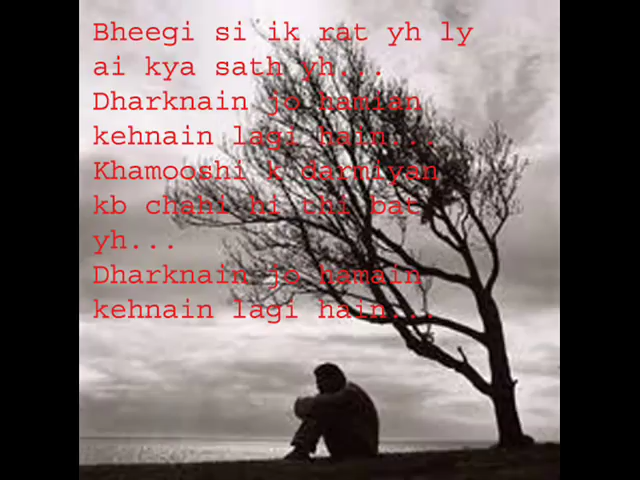 Bheegi si ik rat yh ly
ai kya sath yh...
Dharknain jo hamian
kehnain lagi hain...
Khamooshi k darmiyan
kb chahi hi thi bat
yh...
Dharknain jo hamain
kehnain lagi hain...